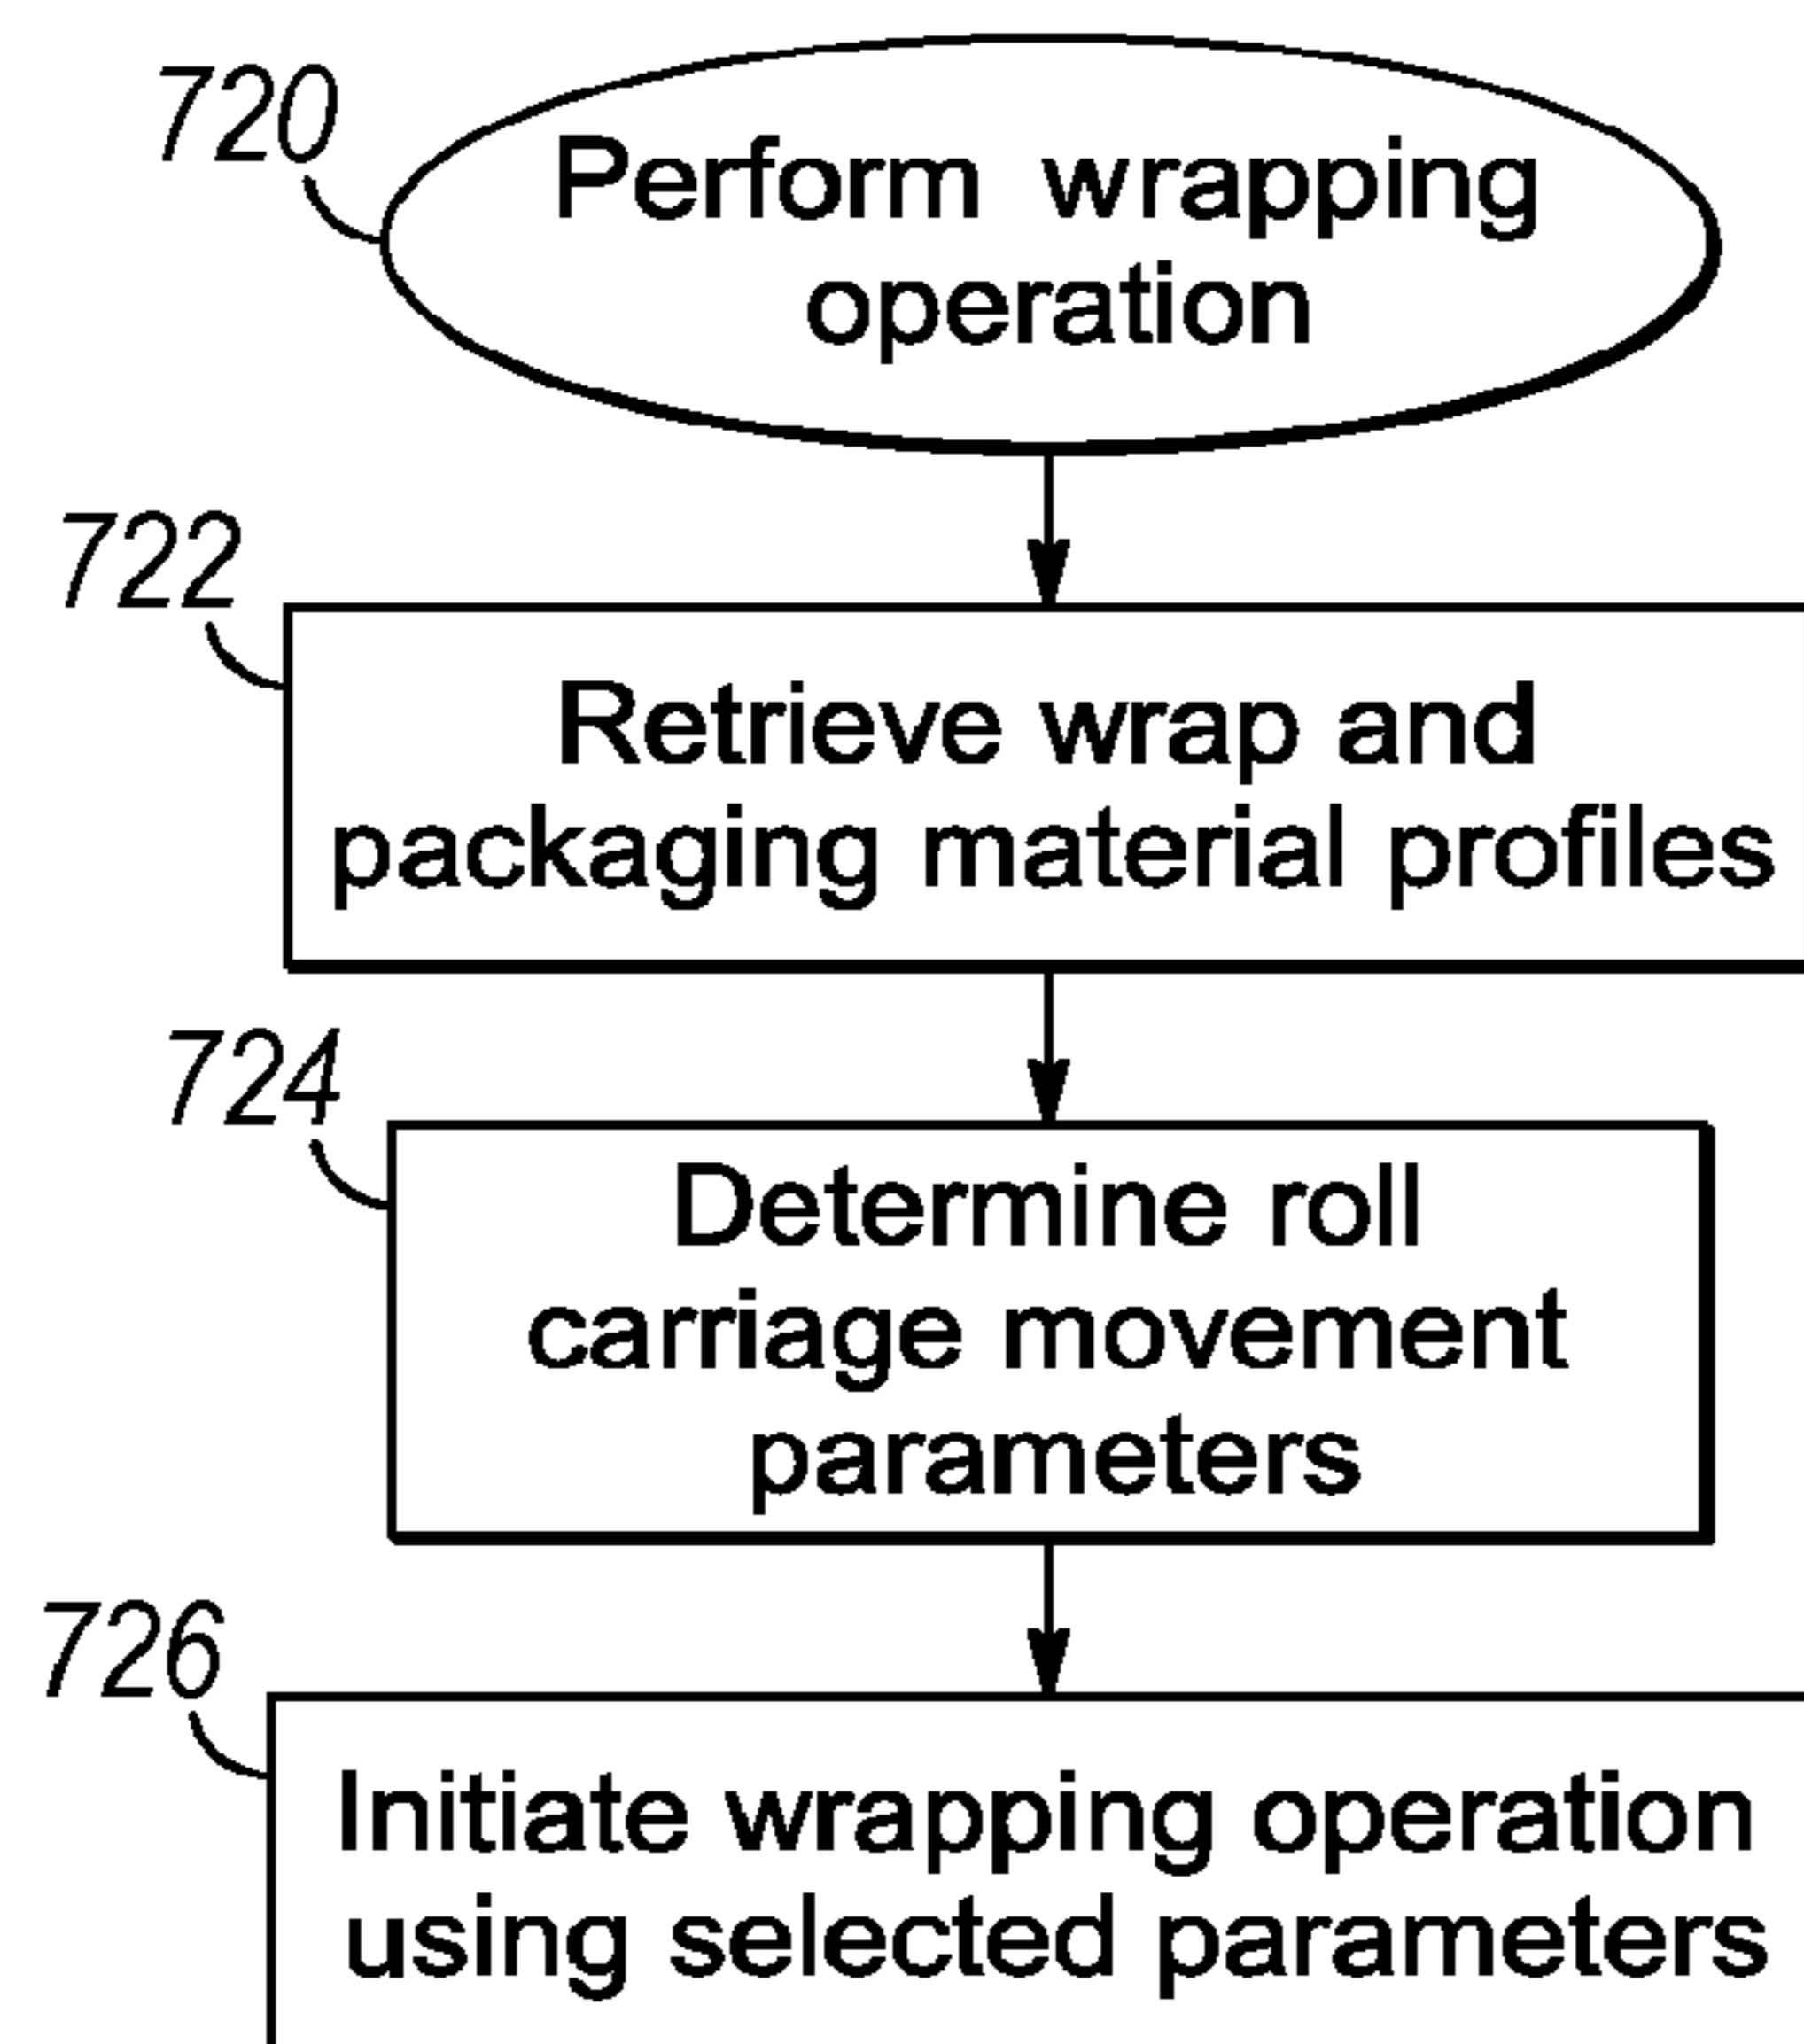 720
Perform wrapping
operation
722
Retrieve wrap and
packaging material profiles
724
Determine roll
carriage movement
parameters
726
Initiate wrapping operation
using selected parameters